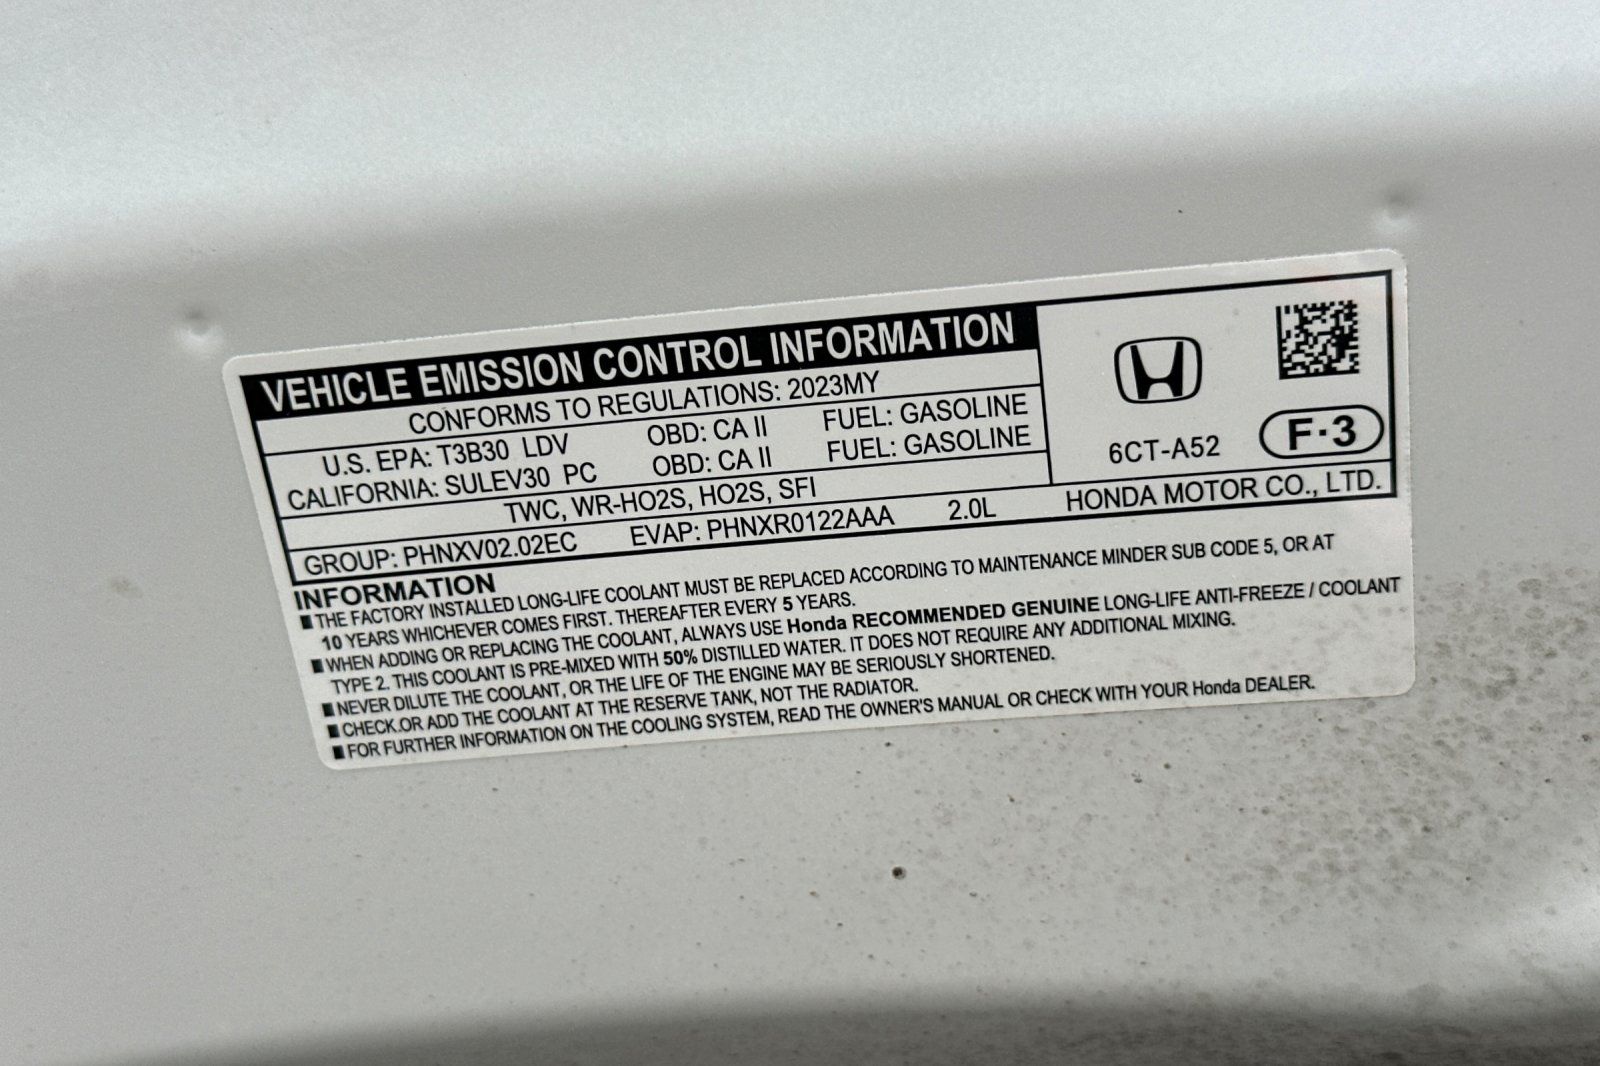 VEHICLE EMISSION CONTROL INFORMATION
CONFORMS TO REGULATIONS: 2023MY
U.S. EPA: T3B30 LDV OBD: CA II FUEL: GASOLINE
CALIFORNIA: SULEV30 PC OBD: CA II FUEL: GASOLINE
TWC, WR-HO2S, HO2S, SFI
GROUP: PHNXV02.02EC EVAP: PHNXR0122AAA 2.0L HONDA MOTOR CO., LTD.
6CT-A52 F·3
INFORMATION
■ THE FACTORY INSTALLED LONG-LIFE COOLANT MUST BE REPLACED ACCORDING TO MAINTENANCE MINDER SUB CODE 5, OR AT
10 YEARS WHICHEVER COMES FIRST. THEREAFTER EVERY 5 YEARS.
■ WHEN ADDING OR REPLACING THE COOLANT, ALWAYS USE Honda RECOMMENDED GENUINE LONG-LIFE ANTI-FREEZE / COOLANT
TYPE 2. THIS COOLANT IS PRE-MIXED WITH 50% DISTILLED WATER. IT DOES NOT REQUIRE ANY ADDITIONAL MIXING.
■ NEVER DILUTE THE COOLANT, OR THE LIFE OF THE ENGINE MAY BE SERIOUSLY SHORTENED.
■ CHECK OR ADD THE COOLANT AT THE RESERVE TANK, NOT THE RADIATOR.
■ FOR FURTHER INFORMATION ON THE COOLING SYSTEM, READ THE OWNER'S MANUAL OR CHECK WITH YOUR Honda DEALER.